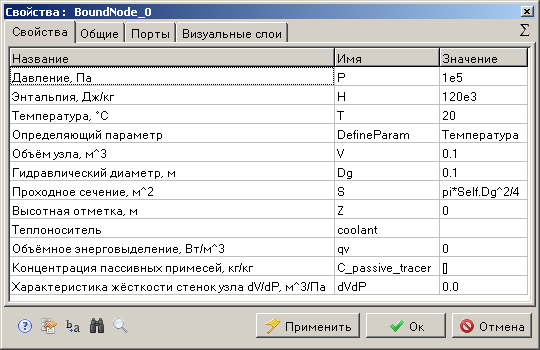 Свойства: BoundNode_0
Свойства Общие Порты Визуальные слои Σ
Название Имя Значение
Давление, Па P 1e5
Энтальпия, Дж/кг H 120e3
Температура, °C T 20
Определяющий параметр DefineParam Температура
Объём узла, м^3 V 0.1
Гидравлический диаметр, м Dg 0.1
Проходное сечение, м^2 S pi*Self.Dg^2/4
Высотная отметка, м Z 0
Теплоноситель coolant
Объёмное энерговыделение, Вт/м^3 qv 0
Концентрация пассивных примесей, кг/кг C_passive_tracer []
Характеристика жёсткости стенок узла dV/dP, м^3/Па dVdP 0.0
? b a Применить Ок Отмена